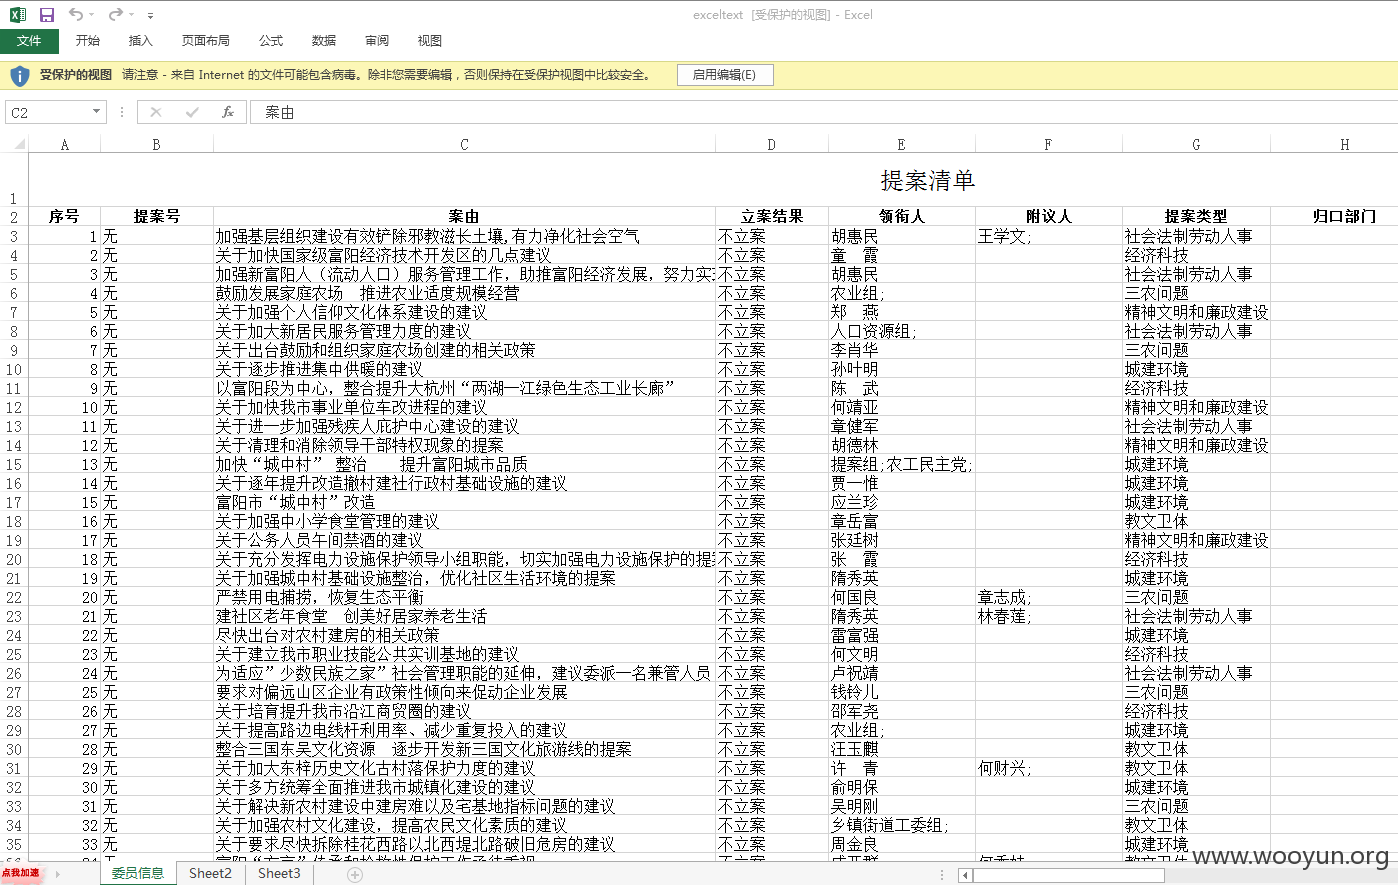 exceltext [受保护的视图] - Excel
文件 开始 插入 页面布局 公式 数据 审阅 视图
受保护的视图 请注意 - 来自 Internet 的文件可能包含病毒。除非您需要编辑，否则保持在受保护视图中比较安全。 启用编辑(E)
C2 fx 案由
A B C D E F G H
1 提案清单
2 序号 提案号 案由 立案结果 领衔人 附议人 提案类型 归口部门
3 1 无 加强基层组织建设有效铲除邪教滋长土壤,有力净化社会空气 不立案 胡惠民 王学文; 社会法制劳动人事
4 2 无 关于加快国家级富阳经济技术开发区的几点建议 不立案 童 霞 经济科技
5 3 无 加强新富阳人（流动人口）服务管理工作，助推富阳经济发展，努力实 不立案 胡惠民 社会法制劳动人事
6 4 无 鼓励发展家庭农场 推进农业适度规模经营 不立案 农业组; 三农问题
7 5 无 关于加强个人信仰文化体系建设的建议 不立案 郑 燕 精神文明和廉政建设
8 6 无 关于加大新居民服务管理力度的建议 不立案 人口资源组; 社会法制劳动人事
9 7 无 关于出台鼓励和组织家庭农场创建的相关政策 不立案 李肖华 三农问题
10 8 无 关于逐步推进集中供暖的建议 不立案 孙叶明 城建环境
11 9 无 以富阳段为中心，整合提升大杭州“两湖一江绿色生态工业长廊” 不立案 陈 武 经济科技
12 10 无 关于加快我市事业单位车改进程的建议 不立案 何靖亚 精神文明和廉政建设
13 11 无 关于进一步加强残疾人庇护中心建设的建议 不立案 章健军 社会法制劳动人事
14 12 无 关于清理和消除领导干部特权现象的提案 不立案 胡德林 精神文明和廉政建设
15 13 无 加快“城中村” 整治 提升富阳城市品质 不立案 提案组;农工民主党; 城建环境
16 14 无 关于逐年提升改造撤村建社行政村基础设施的建议 不立案 贾一惟 城建环境
17 15 无 富阳市“城中村”改造 不立案 应兰珍 城建环境
18 16 无 关于加强中小学食堂管理的建议 不立案 章岳富 教文卫体
19 17 无 关于公务人员午间禁酒的建议 不立案 张廷树 精神文明和廉政建设
20 18 无 关于充分发挥电力设施保护领导小组职能，切实加强电力设施保护的提 不立案 张 霞 经济科技
21 19 无 关于加强城中村基础设施整治，优化社区生活环境的提案 不立案 隋秀英 城建环境
22 20 无 严禁用电捕捞，恢复生态平衡 不立案 何国良 章志成; 三农问题
23 21 无 建社区老年食堂 创美好居家养老生活 不立案 隋秀英 林春莲; 社会法制劳动人事
24 22 无 尽快出台对农村建房的相关政策 不立案 雷富强 城建环境
25 23 无 关于建立我市职业技能公共实训基地的建议 不立案 何文明 经济科技
26 24 无 为适应”少数民族之家”社会管理职能的延伸，建议委派一名兼管人员 不立案 卢祝靖 社会法制劳动人事
27 25 无 要求对偏远山区企业有政策性倾向来促动企业发展 不立案 钱铃儿 三农问题
28 26 无 关于培育提升我市沿江商贸圈的建议 不立案 邵军尧 经济科技
29 27 无 关于提高路边电线杆利用率、减少重复投入的建议 不立案 农业组; 城建环境
30 28 无 整合三国东吴文化资源 逐步开发新三国文化旅游线的提案 不立案 汪玉麒 教文卫体
31 29 无 关于加大东梓历史文化古村落保护力度的建议 不立案 许 青 何财兴; 教文卫体
32 30 无 关于多方统筹全面推进我市城镇化建设的建议 不立案 俞明保 城建环境
33 31 无 关于解决新农村建设中建房难以及宅基地指标问题的建议 不立案 吴明刚 三农问题
34 32 无 关于加强农村文化建设，提高农民文化素质的建议 不立案 乡镇街道工委组; 教文卫体
35 33 无 关于要求尽快拆除桂花西路以北西堤北路破旧危房的建议 不立案 周金良 城建环境
点我加速 委员信息 Sheet2 Sheet3
www.wooyun.org